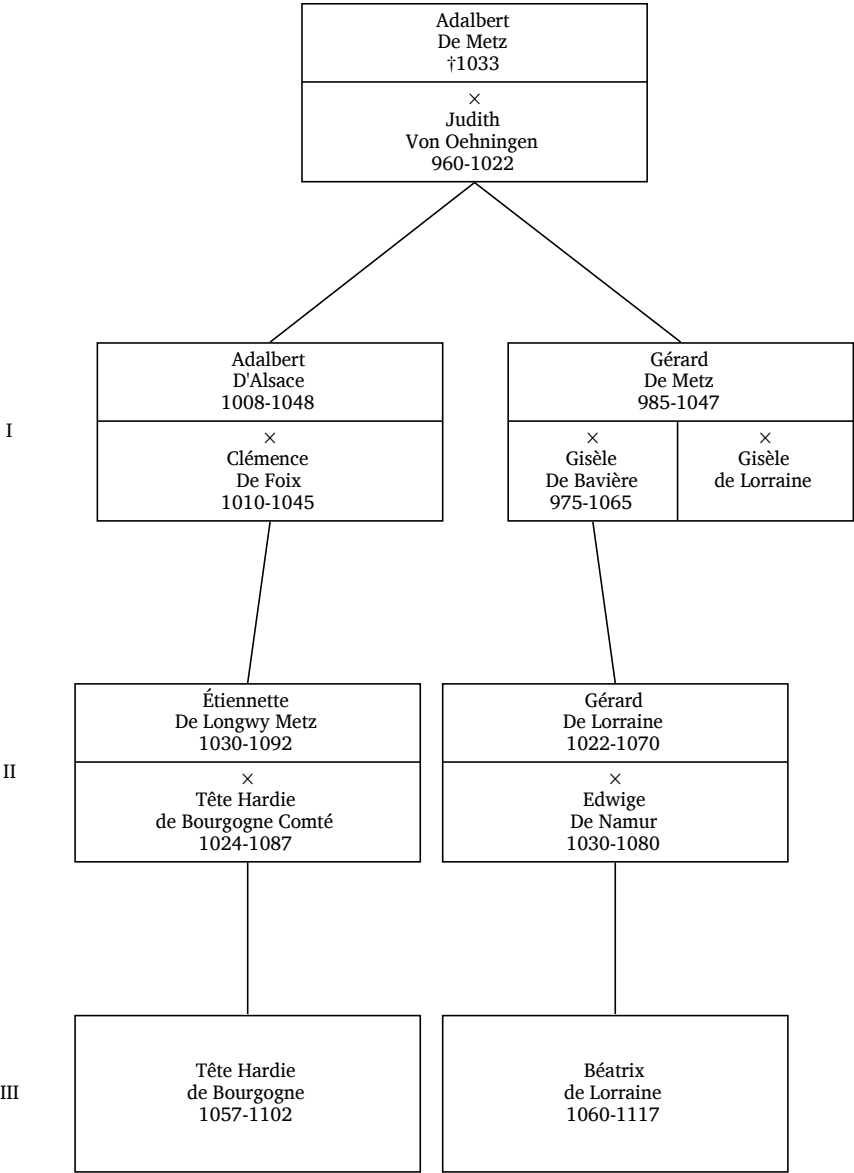 Adalbert
De Metz
†1033
×
Judith
Von Oehningen
960-1022
I
Adalbert
D'Alsace
1008-1048
×
Clémence
De Foix
1010-1045
Gérard
De Metz
985-1047
×
Gisèle
De Bavière
975-1065
×
Gisèle
de Lorraine
II
Étiennette
De Longwy Metz
1030-1092
×
Tête Hardie
de Bourgogne Comté
1024-1087
Gérard
De Lorraine
1022-1070
×
Edwige
De Namur
1030-1080
III
Tête Hardie
de Bourgogne
1057-1102
Béatrix
de Lorraine
1060-1117